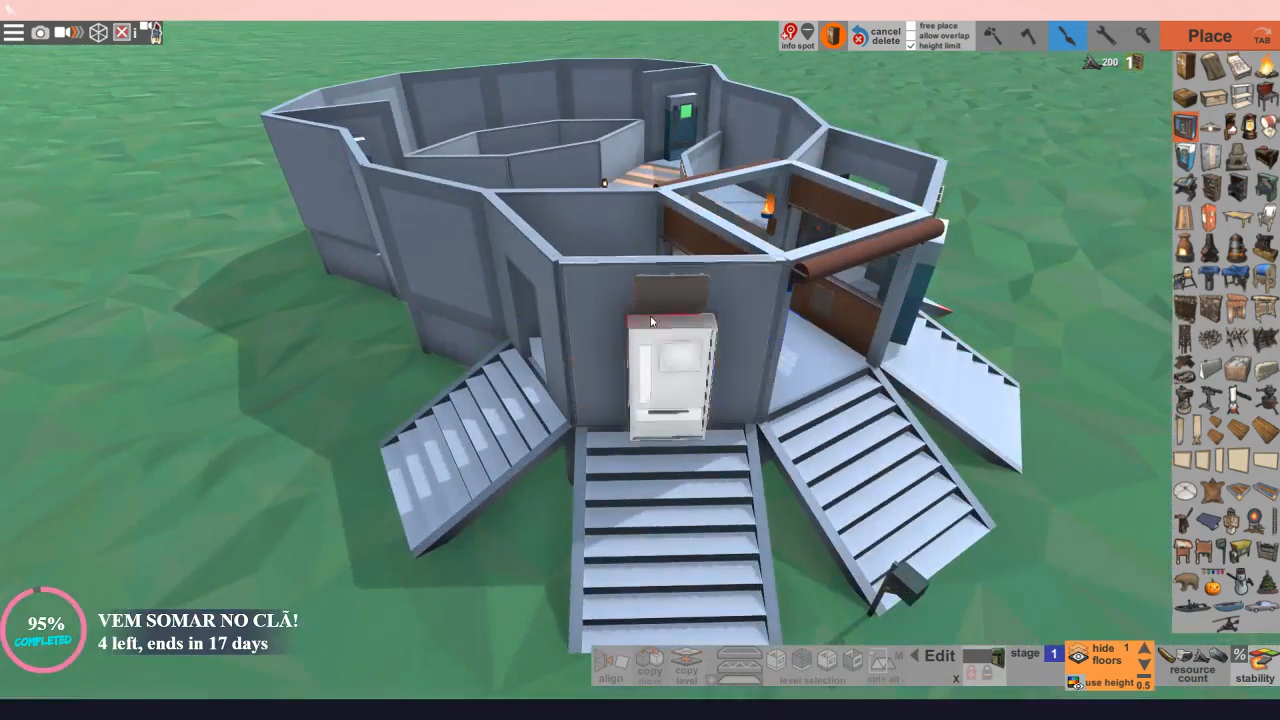 i
info spot
cancel
delete
free place
allow overlap
height limit
Place
TAB
200
1
95%
COMPLETED
VEM SOMAR NO CLÃ!
4 left, ends in 17 days
align
copy
move
copy
level
level selection
ctrl+ alt
M
Edit
X
stage
1
hide
floors
1
use height
0.5
resource
count
%
stability